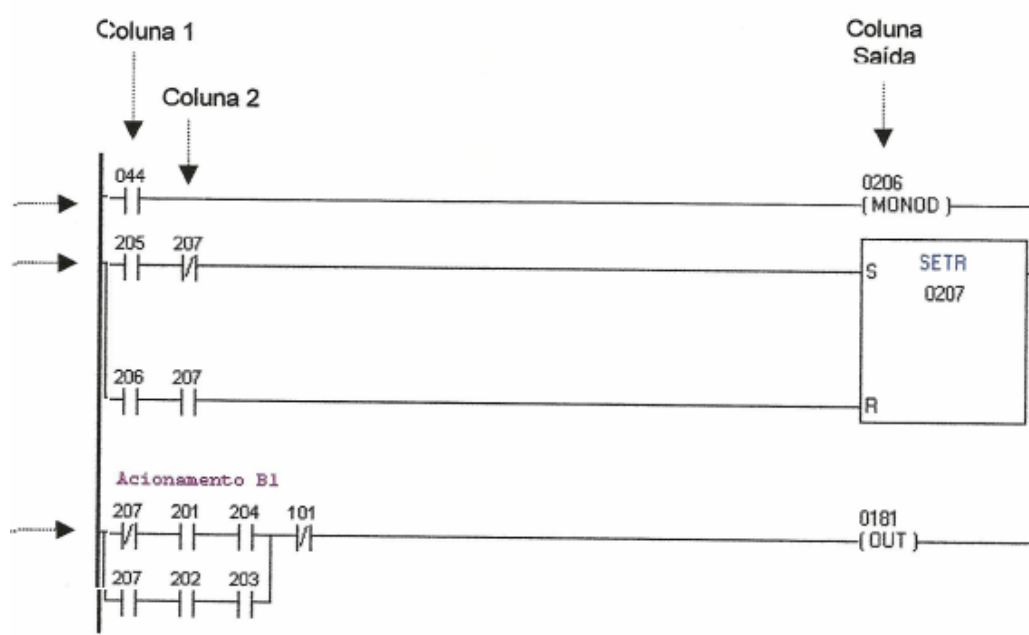 Coluna 1
Coluna
Saída
Coluna 2
044
0206
(MONOD)
205 207
S SETR
0207
206 207
R
Acionamento B1
207 201 204 101
0181
(OUT)
207 202 203